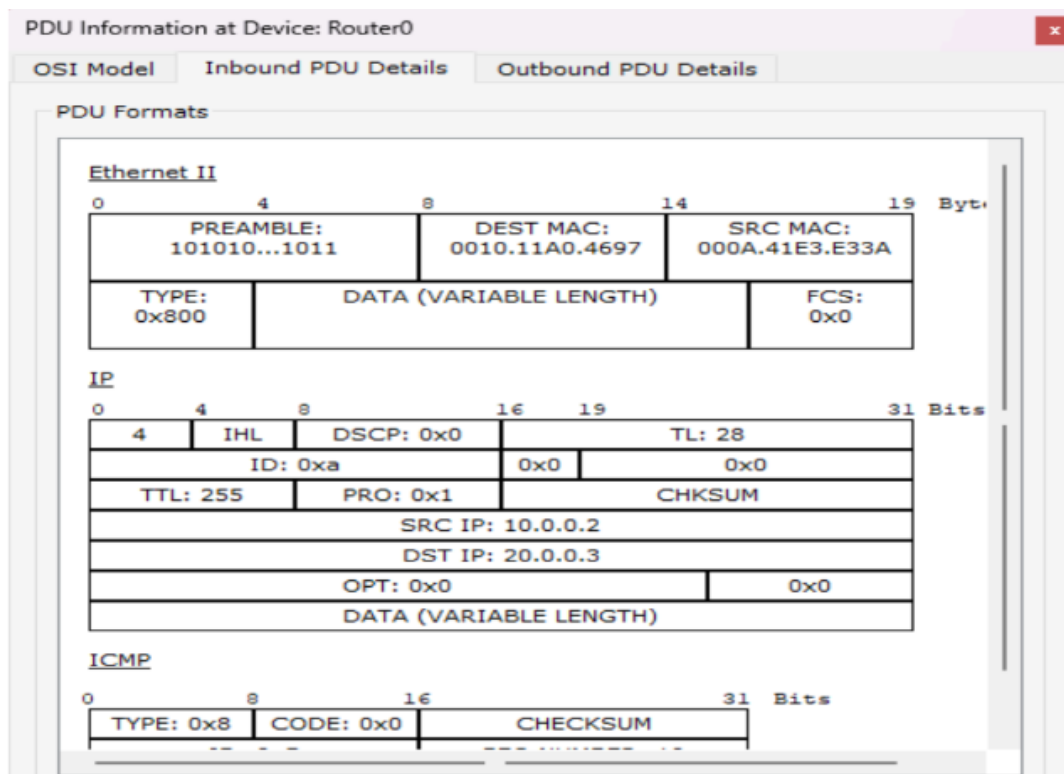 PDU Information at Device: Router0
x
OSI Model Inbound PDU Details Outbound PDU Details
PDU Formats
Ethernet II
0 4 8 14 19
PREAMBLE: DEST MAC: SRC MAC:
101010...1011 0010.11A0.4697 000A.41E3.E33A
TYPE: DATA (VARIABLE LENGTH) FCS:
0x800 0x0
IP
0 4 8 16 19 31 Bits
4 IHL DSCP: 0x0 TL: 28
ID: 0xa 0x0 0x0
TTL: 255 PRO: 0x1 CHKSUM
SRC IP: 10.0.0.2
DST IP: 20.0.0.3
OPT: 0x0 0x0
DATA (VARIABLE LENGTH)
ICMP
0 8 16 31 Bits
TYPE: 0x8 CODE: 0x0 CHECKSUM